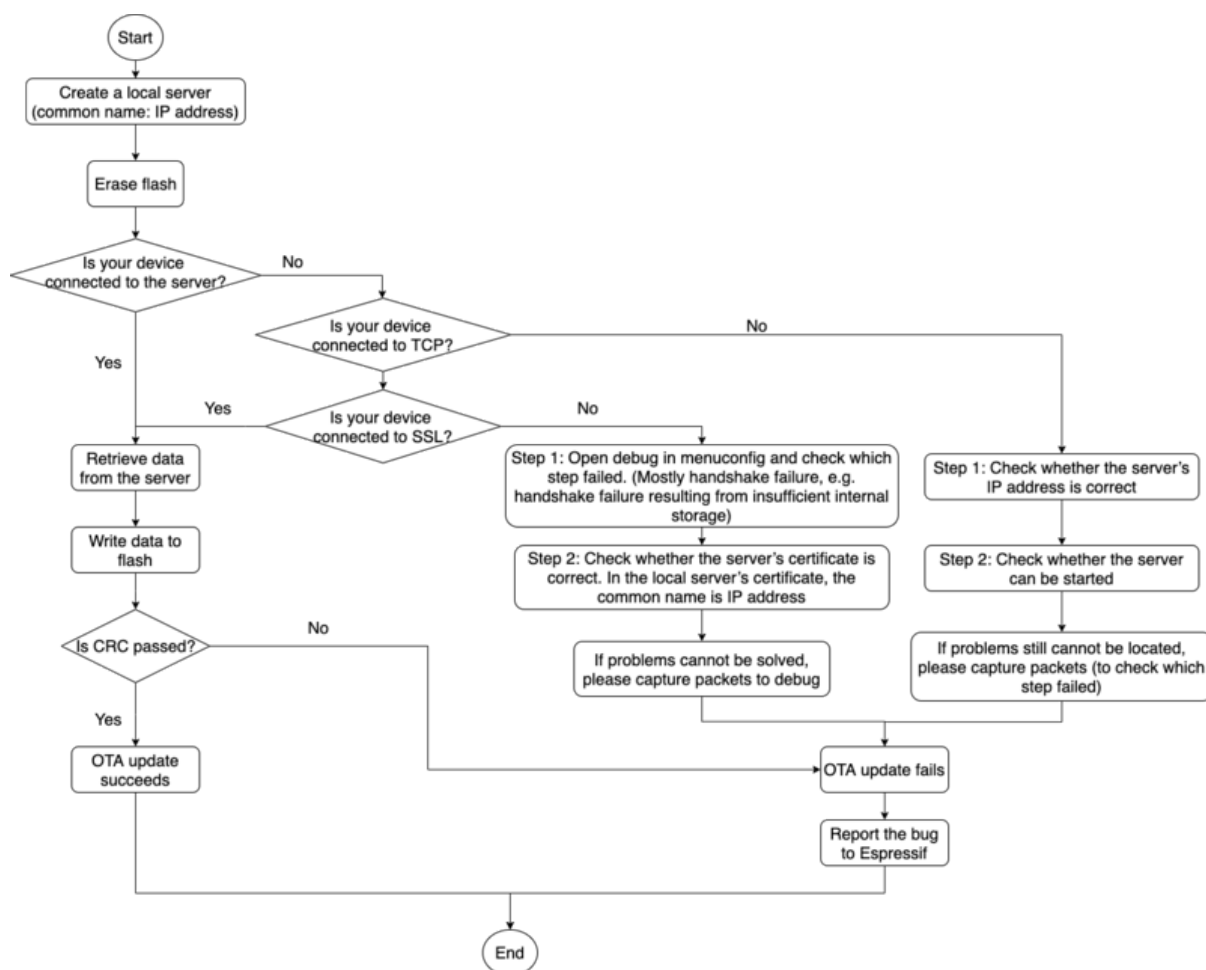 Start
Create a local server
(common name: IP address)
Erase flash
Is your device
connected to the server?
No
Is your device
connected to TCP?
No
Yes
Is your device
connected to SSL?
Yes
No
Retrieve data
from the server
Step 1: Open debug in menuconfig and check which
step failed. (Mostly handshake failure, e.g.
handshake failure resulting from insufficient internal
storage)
Step 1: Check whether the server's
IP address is correct
Write data to
flash
Step 2: Check whether the server's certificate is
correct. In the local server's certificate, the
common name is IP address
Step 2: Check whether the server
can be started
Is CRC passed?
No
If problems cannot be solved,
please capture packets to debug
If problems still cannot be located,
please capture packets (to check which
step failed)
Yes
OTA update
succeeds
OTA update fails
Report the bug
to Espressif
End